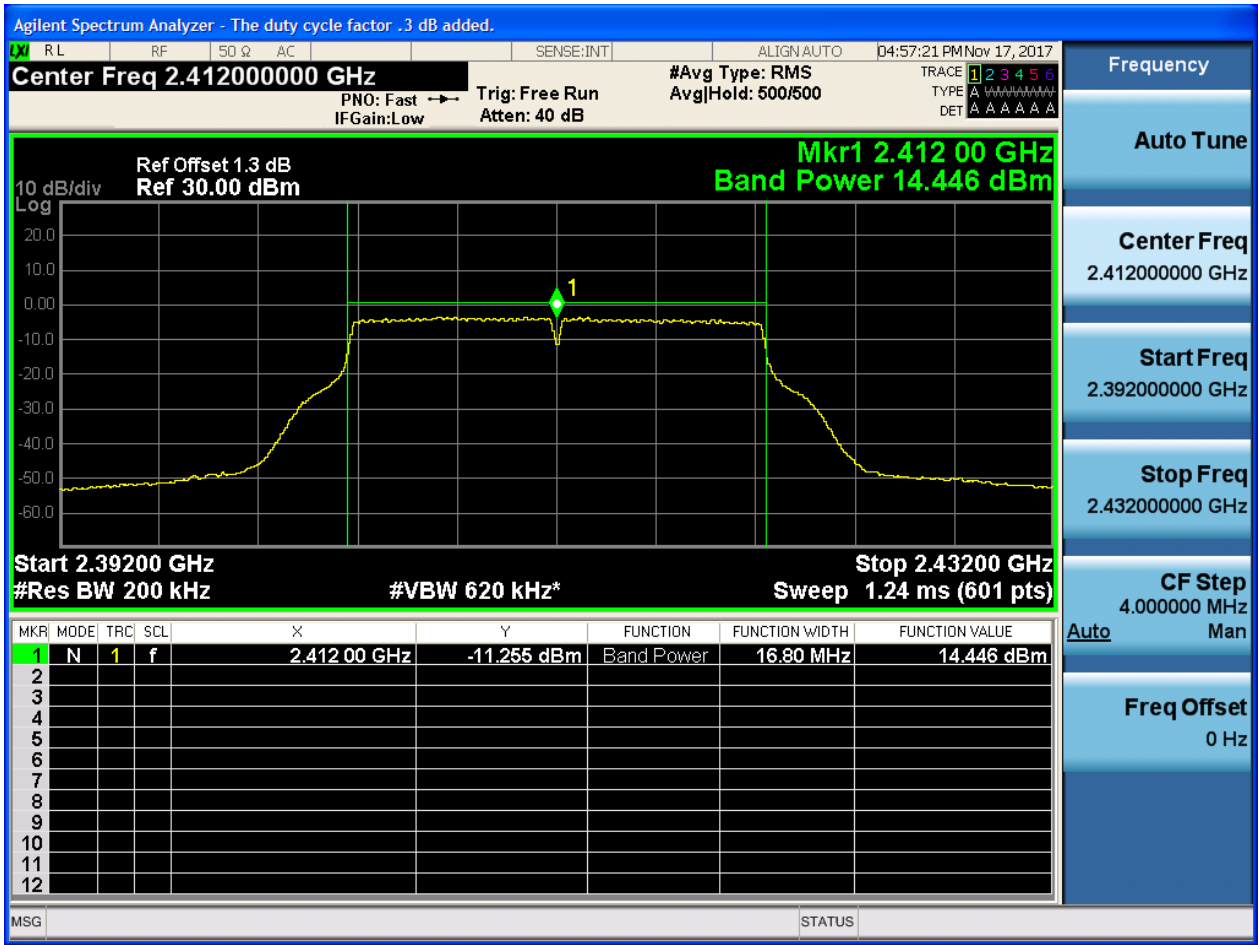 Agilent Spectrum Analyzer - The duty cycle factor .3 dB added.
LXI RL RF 50 Ω AC SENSE:INT ALIGN AUTO 04:57:21 PM Nov 17, 2017
Center Freq 2.412000000 GHz
PNO: Fast
IFGain:Low
Trig: Free Run
Atten: 40 dB
#Avg Type: RMS
Avg|Hold: 500/500
TRACE 1 2 3 4 5 6
TYPE A WWWWW
DET A A A A A A
Mkr1 2.412 00 GHz
Band Power 14.446 dBm
Ref Offset 1.3 dB
10 dB/div Ref 30.00 dBm
Log
20.0
10.0
0.00
-10.0
-20.0
-30.0
-40.0
-50.0
-60.0
1
Start 2.39200 GHz Stop 2.43200 GHz
#Res BW 200 kHz #VBW 620 kHz* Sweep 1.24 ms (601 pts)
MKR MODE TRC SCL X Y FUNCTION FUNCTION WIDTH FUNCTION VALUE
1 N 1 f 2.412 00 GHz -11.255 dBm Band Power 16.80 MHz 14.446 dBm
2
3
4
5
6
7
8
9
10
11
12
MSG STATUS
Frequency
Auto Tune
Center Freq
2.412000000 GHz
Start Freq
2.392000000 GHz
Stop Freq
2.432000000 GHz
CF Step
4.000000 MHz
Auto Man
Freq Offset
0 Hz